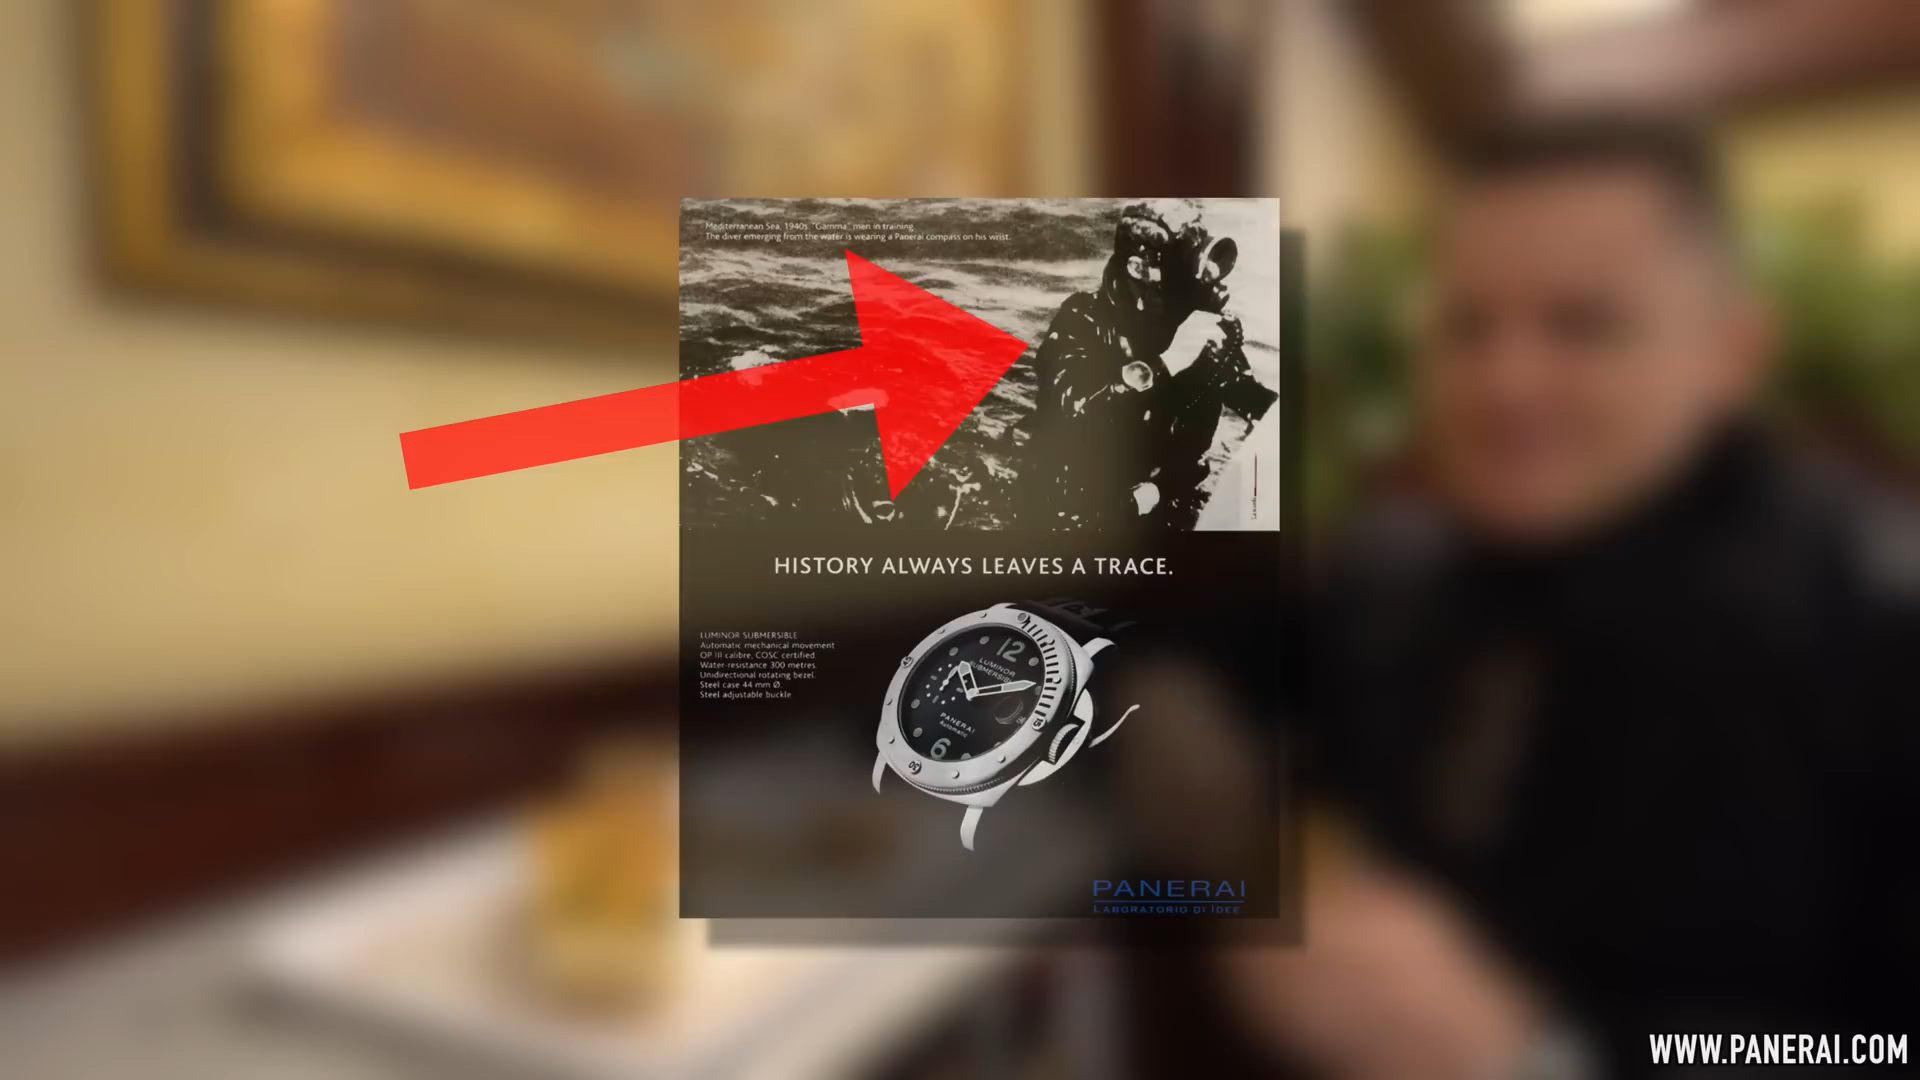 Mediterranean Sea, 1940s. "Gamma" men in training.
The diver emerging from the water is wearing a Panerai compass on his wrist.
HISTORY ALWAYS LEAVES A TRACE.
LUMINOR SUBMERSIBLE
Automatic mechanical movement
OP III calibre, COSC certified.
Water-resistance 300 metres.
Unidirectional rotating bezel.
Steel case 44 mm Ø.
Steel adjustable buckle
12
LUMINOR
SUBMERSIBLE
PANERAI
Automatic
6
PANERAI
LABORATORIO DI IDEE
WWW.PANERAI.COM